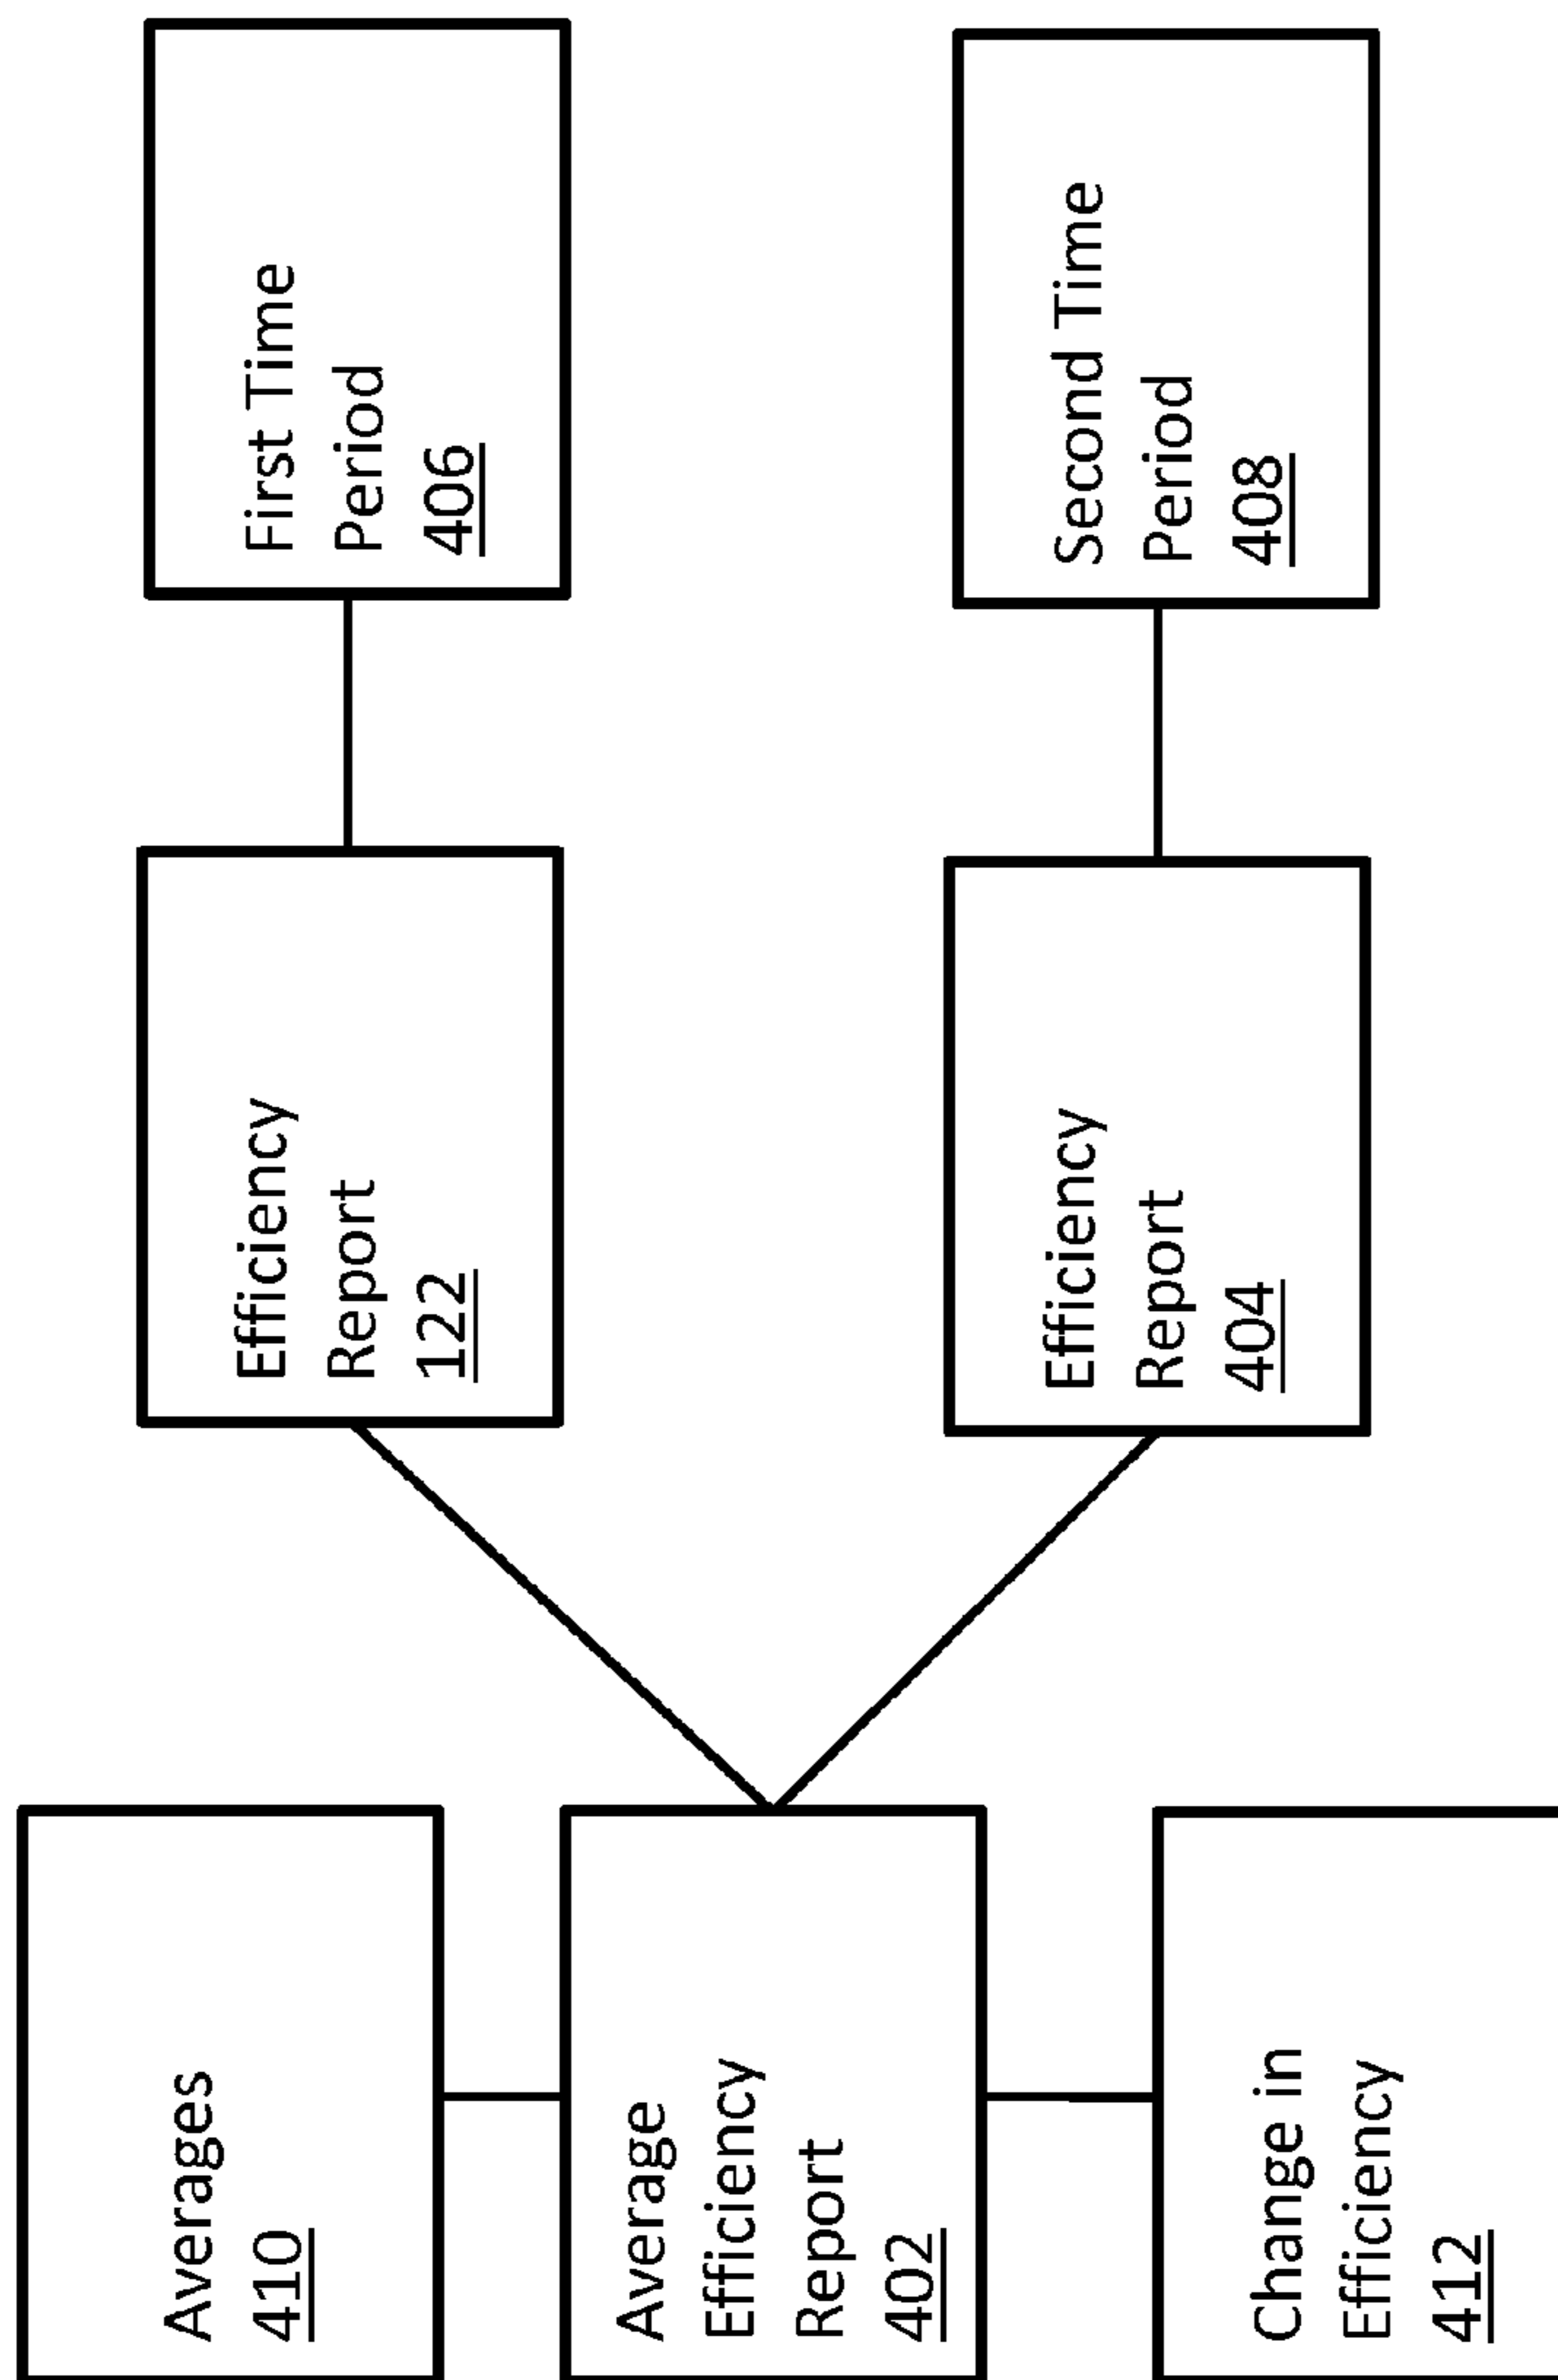 Averages
410
Average
Efficiency
Report
402
Change in
Efficiency
412
Efficiency
Report
122
Efficiency
Report
404
First Time
Period
406
Second Time
Period
408